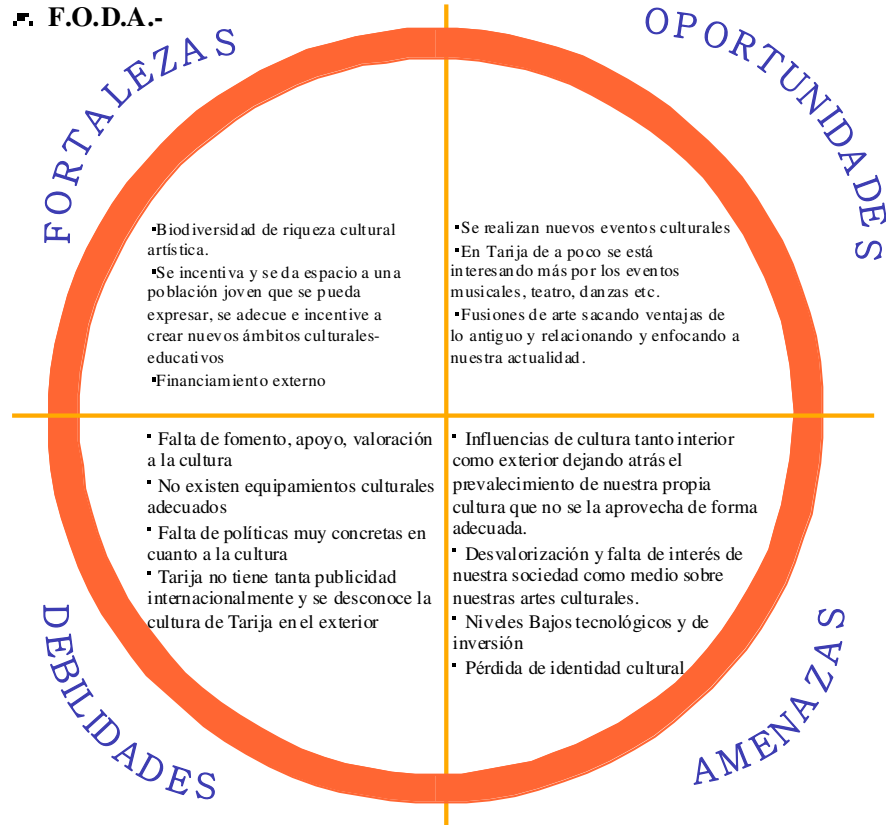 F.O.D.A.-
FORTALEZAS
▪Biodiversidad de riqueza cultural
artística.
▪Se incentiva y se da espacio a una
población joven que se pueda
expresar, se adecue e incentive a
crear nuevos ámbitos culturales-
educativos
▪Financiamiento externo
OPORTUNIDADES
▪Se realizan nuevos eventos culturales
▪En Tarija de a poco se está
interesando más por los eventos
musicales, teatro, danzas etc.
▪Fusiones de arte sacando ventajas de
lo antiguo y relacionando y enfocando a
nuestra actualidad.
DEBILIDADES
▪ Falta de fomento, apoyo, valoración
a la cultura
▪ No existen equipamientos culturales
adecuados
▪ Falta de políticas muy concretas en
cuanto a la cultura
▪ Tarija no tiene tanta publicidad
internacionalmente y se desconoce la
cultura de Tarija en el exterior
AMENAZAS
▪ Influencias de cultura tanto interior
como exterior dejando atrás el
prevalecimiento de nuestra propia
cultura que no se la aprovecha de forma
adecuada.
▪ Desvalorización y falta de interés de
nuestra sociedad como medio sobre
nuestras artes culturales.
▪ Niveles Bajos tecnológicos y de
inversión
▪ Pérdida de identidad cultural